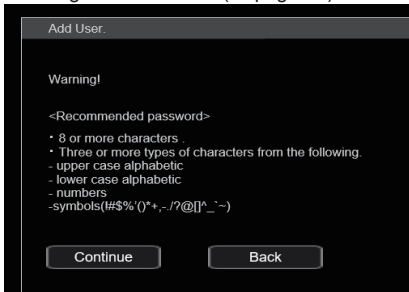 Add User.
Warning!
<Recommended password>
・8 or more characters .
・Three or more types of characters from the following.
- upper case alphabetic
- lower case alphabetic
- numbers
-symbols(!#$%'()*+,-./?@[]^_`~)
Continue
Back